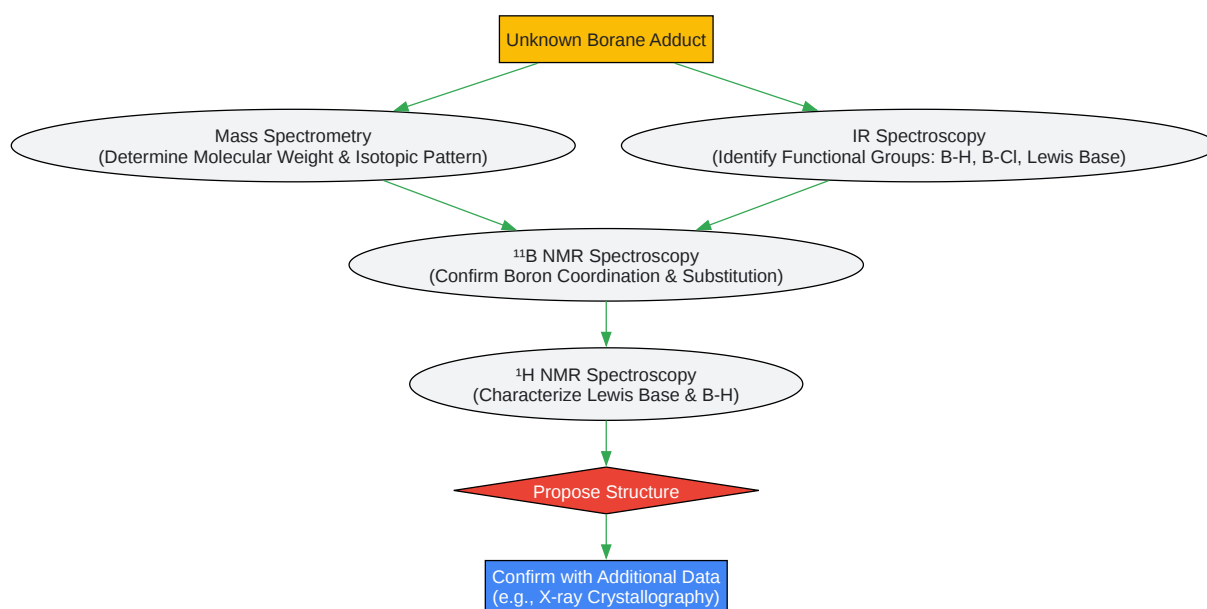 Unknown Borane Adduct
Mass Spectrometry
(Determine Molecular Weight & Isotopic Pattern)
IR Spectroscopy
(Identify Functional Groups: B-H, B-Cl, Lewis Base)
¹¹B NMR Spectroscopy
(Confirm Boron Coordination & Substitution)
¹H NMR Spectroscopy
(Characterize Lewis Base & B-H)
Propose Structure
Confirm with Additional Data
(e.g., X-ray Crystallography)